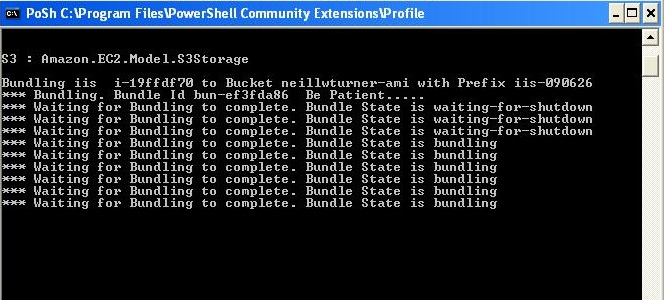 PoSh C:\Program Files\PowerShell Community Extensions\Profile
S3 : Amazon.EC2.Model.S3Storage
Bundling iis  i-19ffdf70 to Bucket neillwturner-ami with Prefix iis-090626
*** Bundling. Bundle Id bun-ef3fda86  Be Patient.....
*** Waiting for Bundling to complete. Bundle State is waiting-for-shutdown
*** Waiting for Bundling to complete. Bundle State is waiting-for-shutdown
*** Waiting for Bundling to complete. Bundle State is waiting-for-shutdown
*** Waiting for Bundling to complete. Bundle State is bundling
*** Waiting for Bundling to complete. Bundle State is bundling
*** Waiting for Bundling to complete. Bundle State is bundling
*** Waiting for Bundling to complete. Bundle State is bundling
*** Waiting for Bundling to complete. Bundle State is bundling
*** Waiting for Bundling to complete. Bundle State is bundling